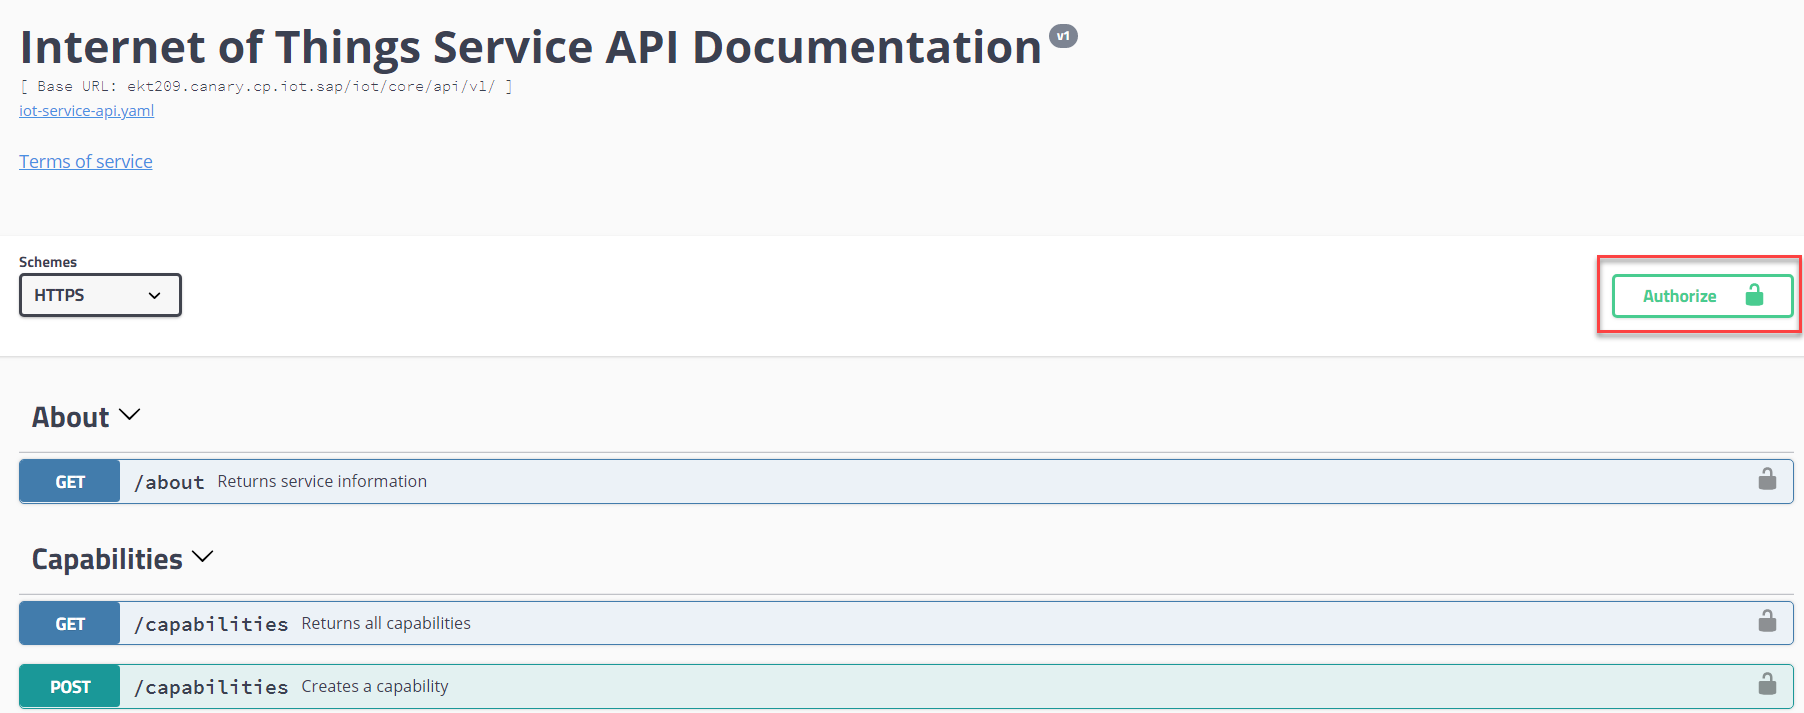 Internet of Things Service API Documentation v1
[ Base URL: ekt209.canary.cp.iot.sap/iot/core/api/v1/ ]
iot-service-api.yaml
Terms of service
Schemes
HTTPS
Authorize
About
GET /about Returns service information
Capabilities
GET /capabilities Returns all capabilities
POST /capabilities Creates a capability